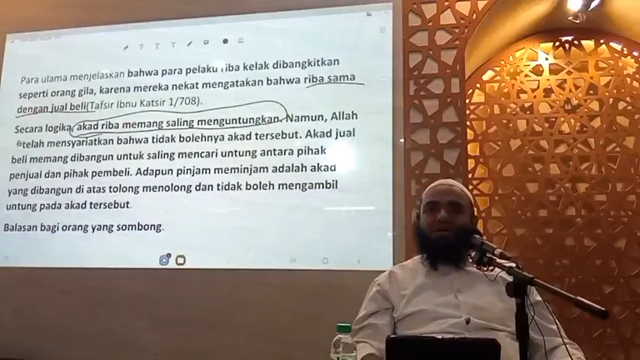 Para ulama menjelaskan bahwa para pelaku riba kelak dibangkitkan
seperti orang gila, karena mereka nekat mengatakan bahwa riba sama
dengan jual beli(Tafsir Ibnu Katsir 1/708).
Secara logika, akad riba memang saling menguntungkan. Namun, Allah
telah mensyariatkan bahwa tidak bolehnya akad tersebut. Akad jual
beli memang dibangun untuk saling mencari untung antara pihak
penjual dan pihak pembeli. Adapun pinjam meminjam adalah akad
yang dibangun di atas tolong menolong dan tidak boleh mengambil
untung pada akad tersebut.
Balasan bagi orang yang sombong.